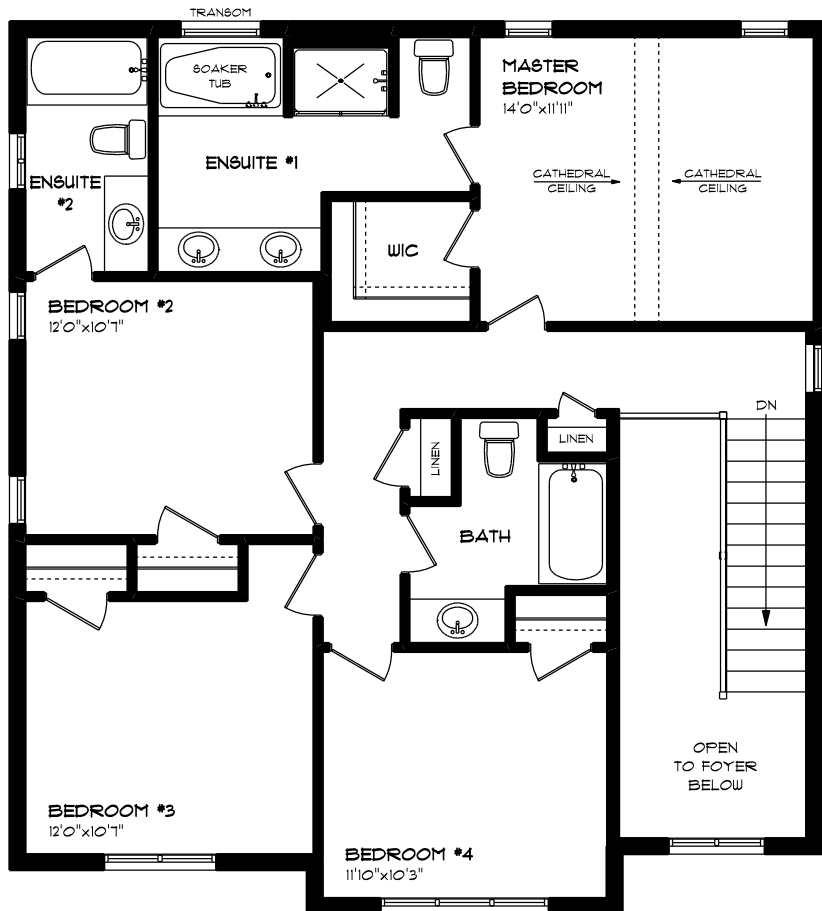 TRANSOM
SOAKER
TUB
MASTER
BEDROOM
14'0"x11'11"
ENSUITE #1
CATHEDRAL
CEILING
CATHEDRAL
CEILING
ENSUITE
#2
WIC
BEDROOM #2
12'0"x10'7"
DN
LINEN
LINEN
BATH
OPEN
TO FOYER
BELOW
BEDROOM #3
12'0"x10'7"
BEDROOM #4
11'10"x10'3"